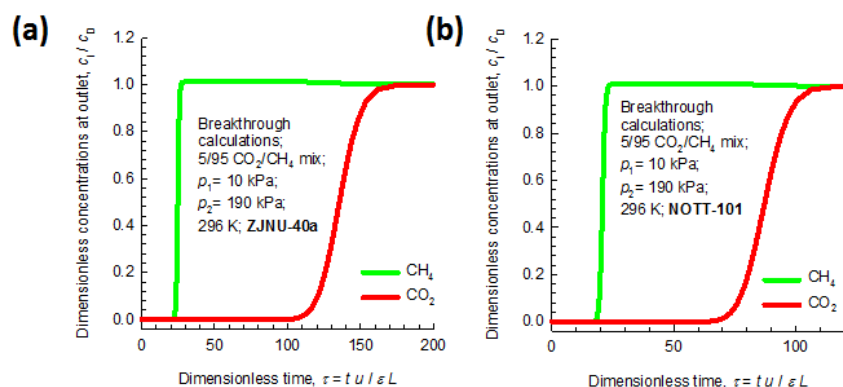 (a)
Dimensionless concentrations at outlet, cᵢ / c₀
1.2
1.0
0.8
0.6
0.4
0.2
0.0
Breakthrough
calculations;
5/95 CO₂/CH₄ mix;
p₁= 10 kPa;
p₂= 190 kPa;
296 K; ZJNU-40a
CH₄
CO₂
0 50 100 150 200
Dimensionless time, τ = t u / ε L
(b)
Dimensionless concentrations at outlet, cᵢ / c₀
1.2
1.0
0.8
0.6
0.4
0.2
0.0
Breakthrough
calculations;
5/95 CO₂/CH₄ mix;
p₁= 10 kPa;
p₂= 190 kPa;
296 K; NOTT-101
CH₄
CO₂
0 50 100
Dimensionless time, τ = t u / ε L